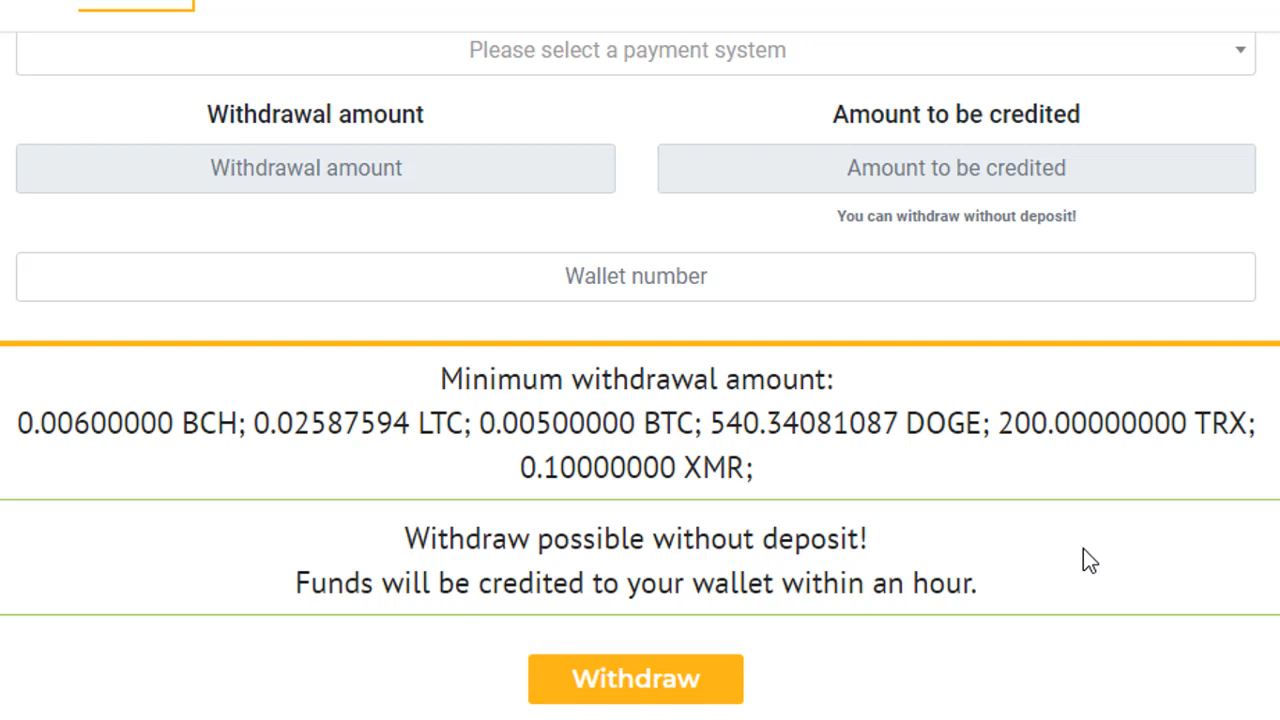 Please select a payment system
Withdrawal amount
Amount to be credited
Withdrawal amount
Amount to be credited
You can withdraw without deposit!
Wallet number
Minimum withdrawal amount:
0.00600000 BCH; 0.02587594 LTC; 0.00500000 BTC; 540.34081087 DOGE; 200.00000000 TRX;
0.10000000 XMR;
Withdraw possible without deposit!
Funds will be credited to your wallet within an hour.
Withdraw